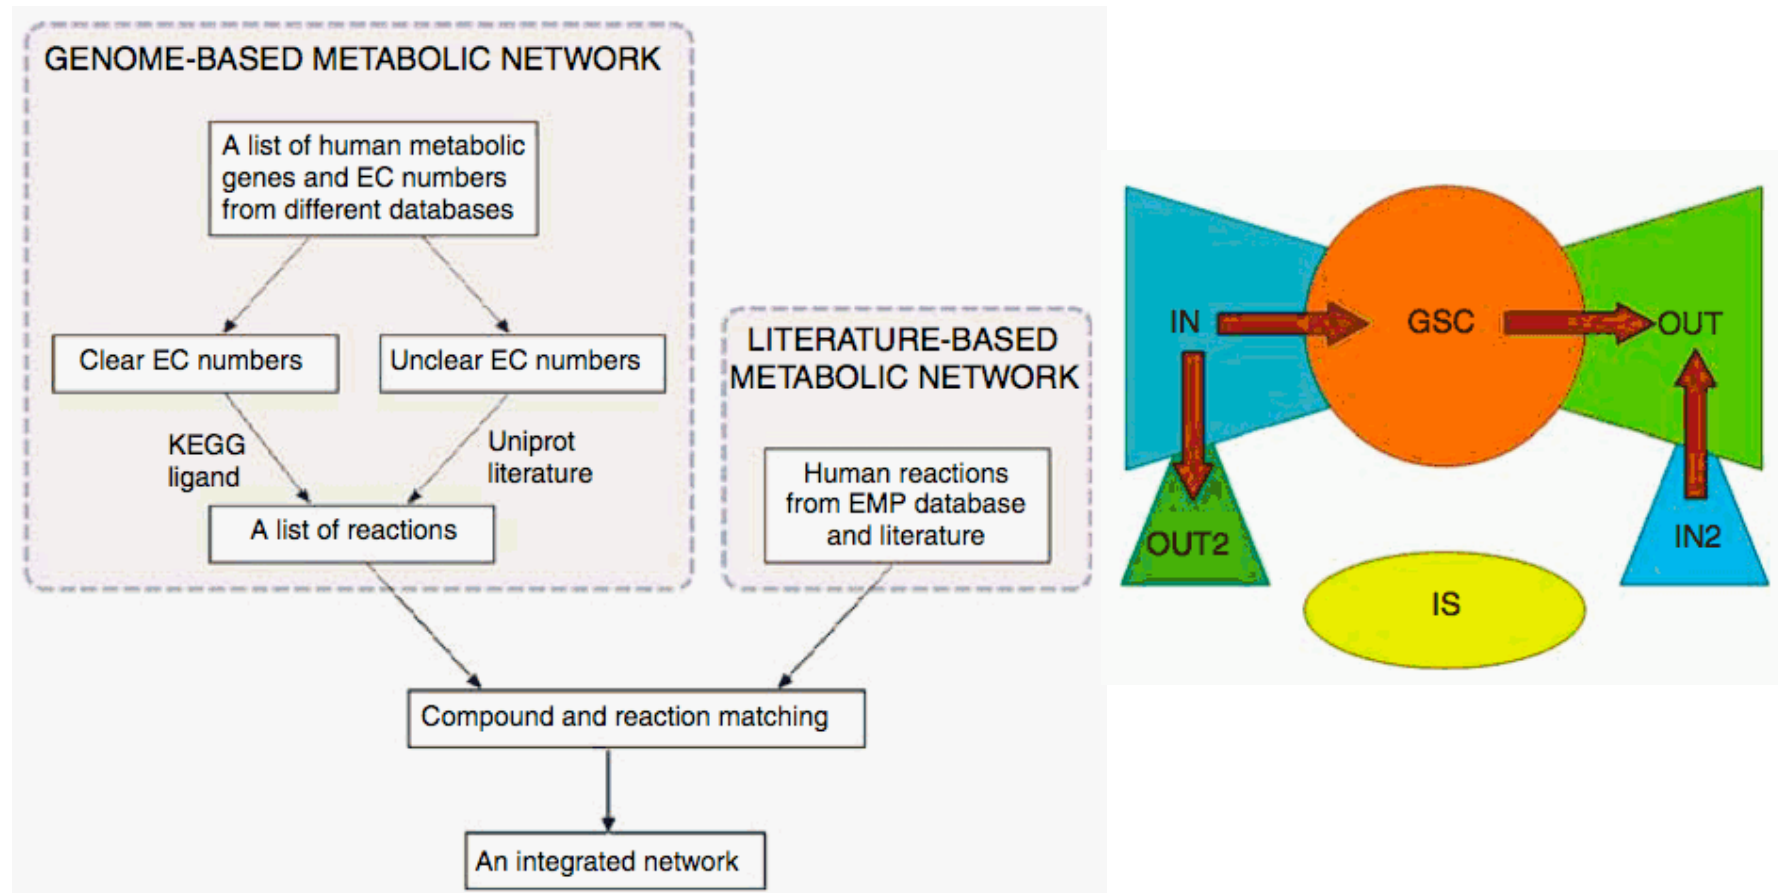 GENOME-BASED METABOLIC NETWORK
A list of human metabolic
genes and EC numbers
from different databases
Clear EC numbers
Unclear EC numbers
KEGG
ligand
Uniprot
literature
A list of reactions
LITERATURE-BASED
METABOLIC NETWORK
Human reactions
from EMP database
and literature
Compound and reaction matching
An integrated network
IN
GSC
OUT
OUT2
IN2
IS